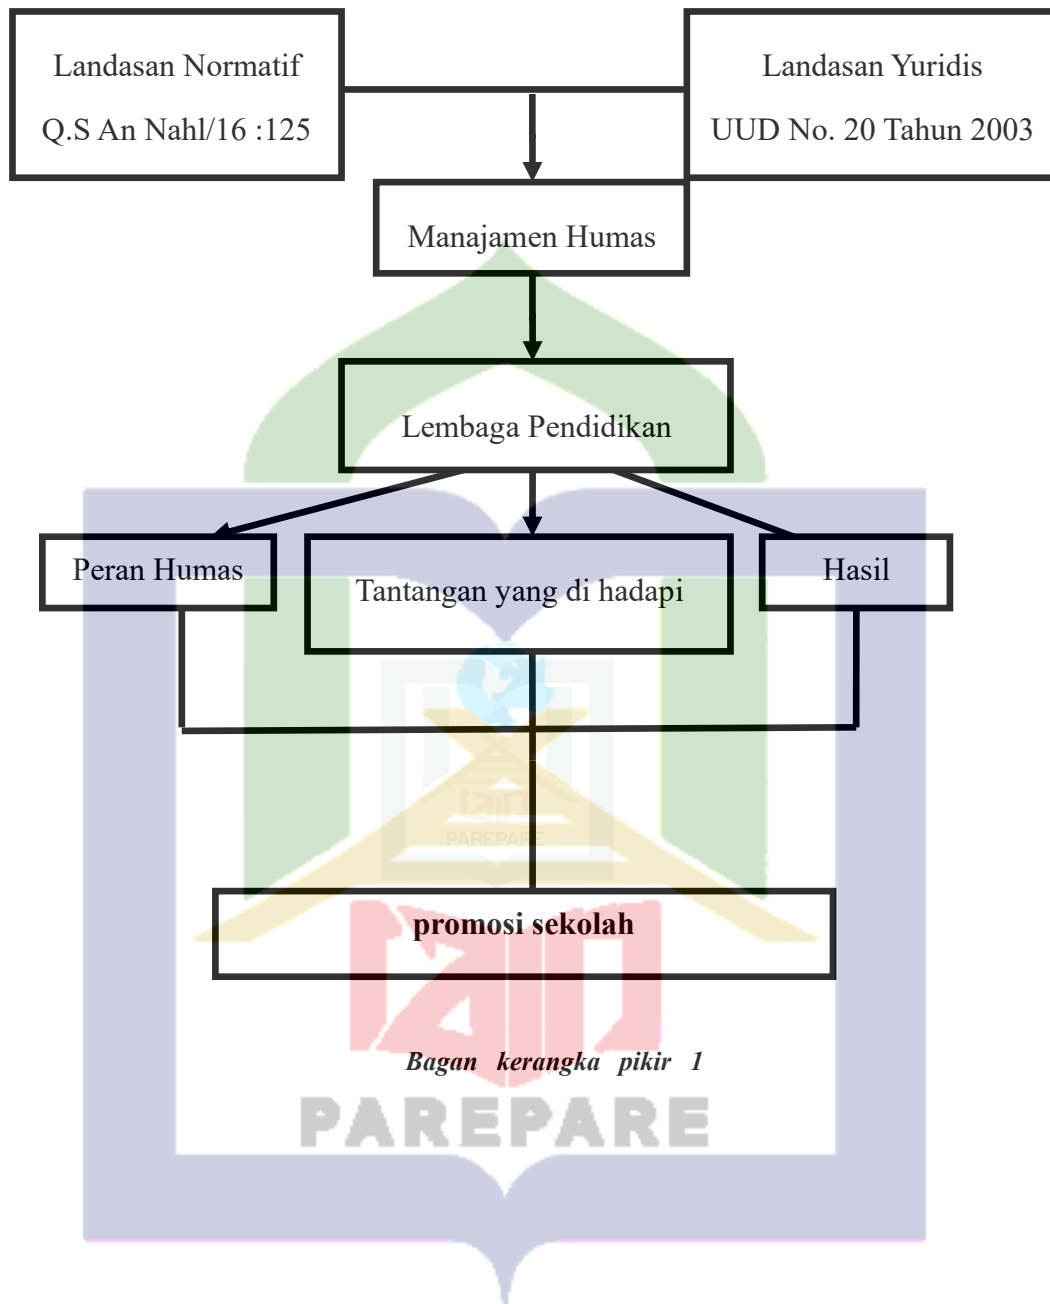 Landasan Normatif
Q.S An Nahl/16 :125
Landasan Yuridis
UUD No. 20 Tahun 2003
Manajamen Humas
Lembaga Pendidikan
Peran Humas
Tantangan yang di hadapi
Hasil
PAREPARE
promosi sekolah
Bagan kerangka pikir 1
PAREPARE